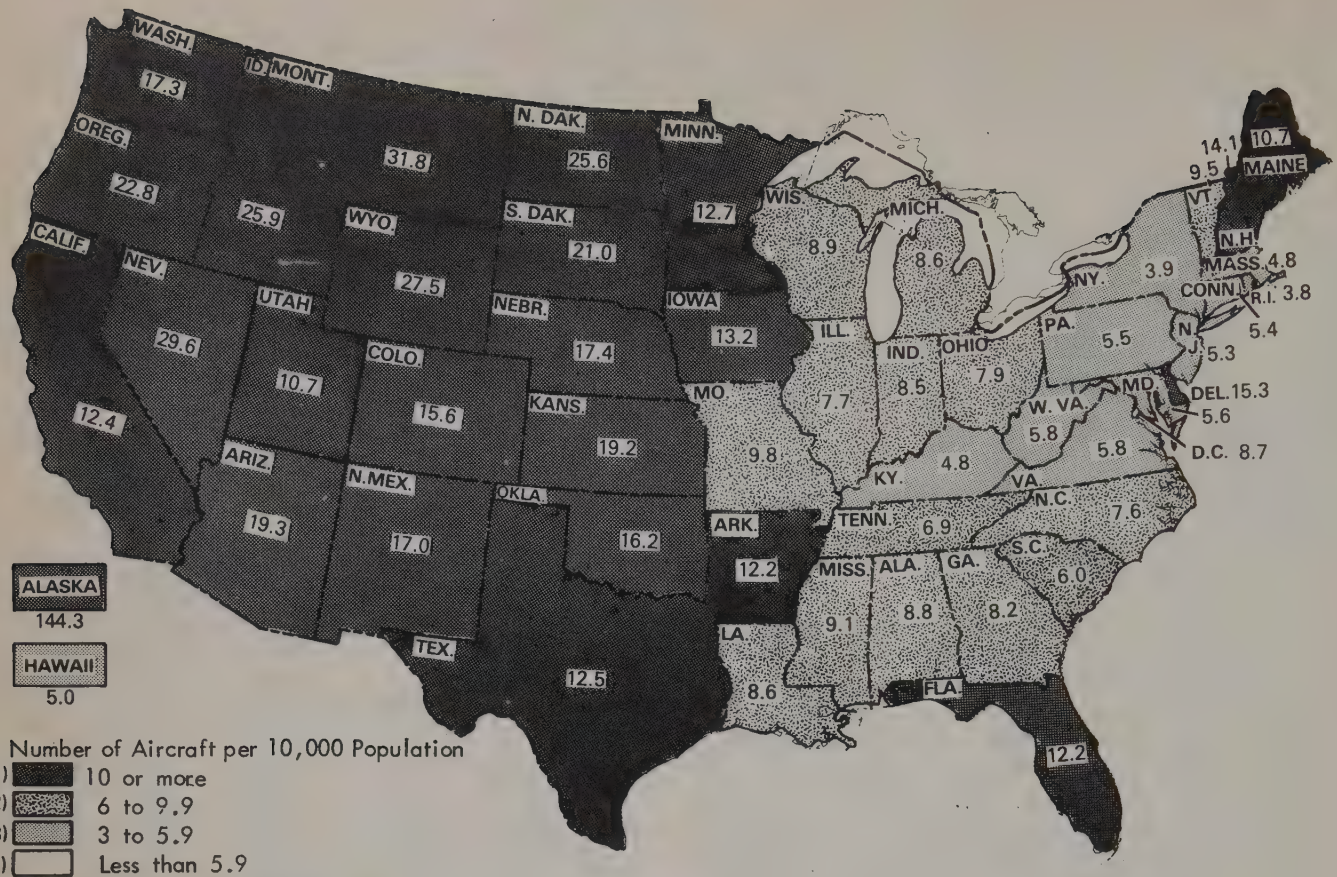 WASH.
17.3
ID. MONT.
31.8
N. DAK.
25.6
MINN.
12.7
OREG.
22.8
25.9
WYO.
27.5
S. DAK.
21.0
WIS.
8.9
MICH.
8.6
14.1
9.5
10.7
MAINE
VT
N.H.
CALIF.
12.4
NEV.
29.6
UTAH
10.7
COLO.
15.6
NEBR.
17.4
IOWA
13.2
ILL.
7.7
IND.
8.5
OHIO
7.9
NY.
3.9
MASS. 4.8
CONN.
R.I. 3.8
5.4
PA.
5.5
N.
J.
5.3
DEL. 15.3
MD.
5.6
D.C. 8.7
KANS.
19.2
MO.
9.8
W. VA.
5.8
5.8
VA.
KY.
4.8
ARIZ.
19.3
N.MEX.
17.0
OKLA.
16.2
ARK.
12.2
TENN.
6.9
N.C.
7.6
S.C.
6.0
MISS.
9.1
ALA.
8.8
GA.
8.2
TEX.
12.5
LA.
8.6
FLA.
12.2
ALASKA
144.3
HAWAII
5.0
Number of Aircraft per 10,000 Population
) 10 or more
) 6 to 9.9
) 3 to 5.9
) Less than 5.9